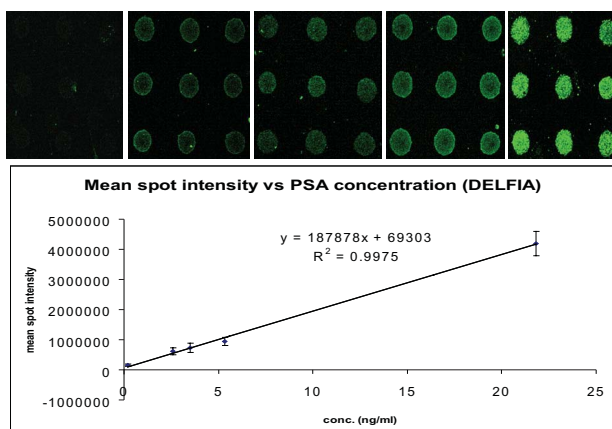 Mean spot intensity vs PSA concentration (DELFIA)
y = 187878x + 69303
R² = 0.9975
mean spot intensity
5000000
4000000
3000000
2000000
1000000
0
-1000000
0 5 10 15 20 25
conc. (ng/ml)